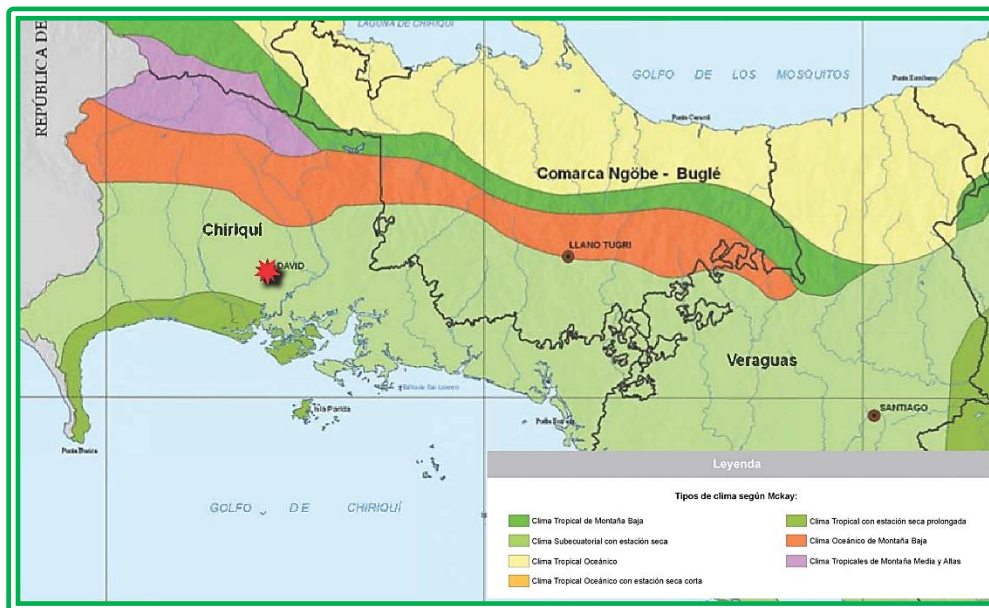 LAGUNA DE CHIRIQUI
REPÚBLICA DE
GOLFO DE LOS MOSQUITOS
Comarca Ngöbe - Buglé
Chiriquí
LLANO TUGRI
DAVID
Veraguas
SANTIAGO
Isla Parida
Punta Burica
GOLFO DE CHIRIQUÍ
Leyenda
Tipos de clima según Mckay:
Clima Tropical de Montaña Baja
Clima Subecuatorial con estación seca
Clima Tropical Oceánico
Clima Tropical Oceánico con estación seca corta
Clima Tropical con estación seca prolongada
Clima Oceánico de Montaña Baja
Clima Tropicales de Montaña Media y Altas